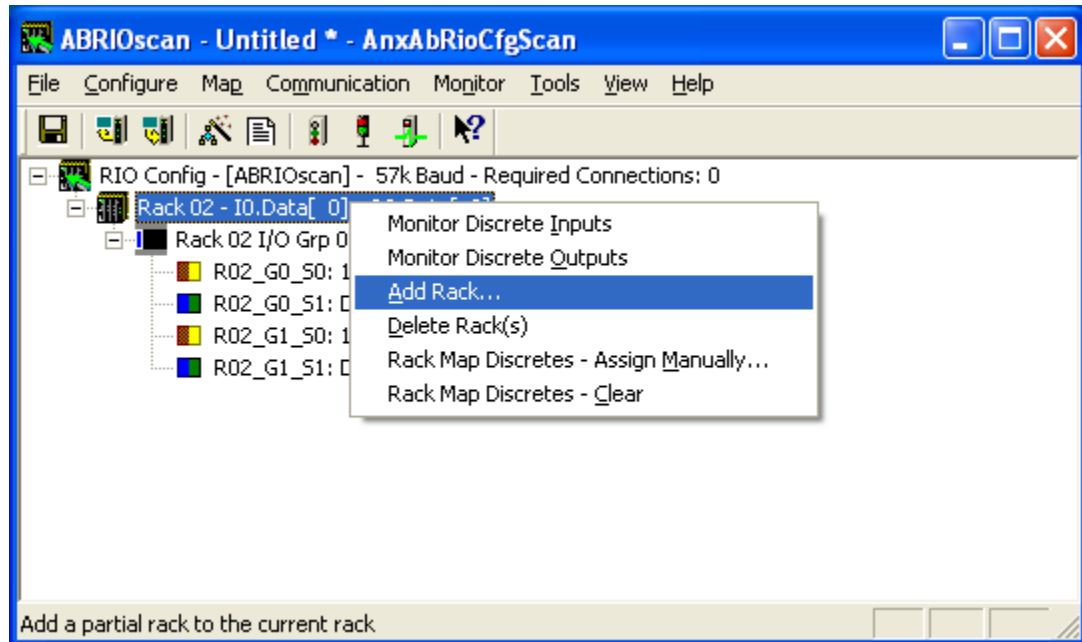 ABRIOscan - Untitled * - AnxAbRioCfgScan
File Configure Map Communication Monitor Tools View Help
RIO Config - [ABRIOscan] - 57k Baud - Required Connections: 0
Rack 02 - I0.Data[ 0]
Rack 02 I/O Grp 0
R02_G0_S0: 1
R02_G0_S1:
R02_G1_S0: 1
R02_G1_S1:
Monitor Discrete Inputs
Monitor Discrete Outputs
Add Rack...
Delete Rack(s)
Rack Map Discretes - Assign Manually...
Rack Map Discretes - Clear
Add a partial rack to the current rack